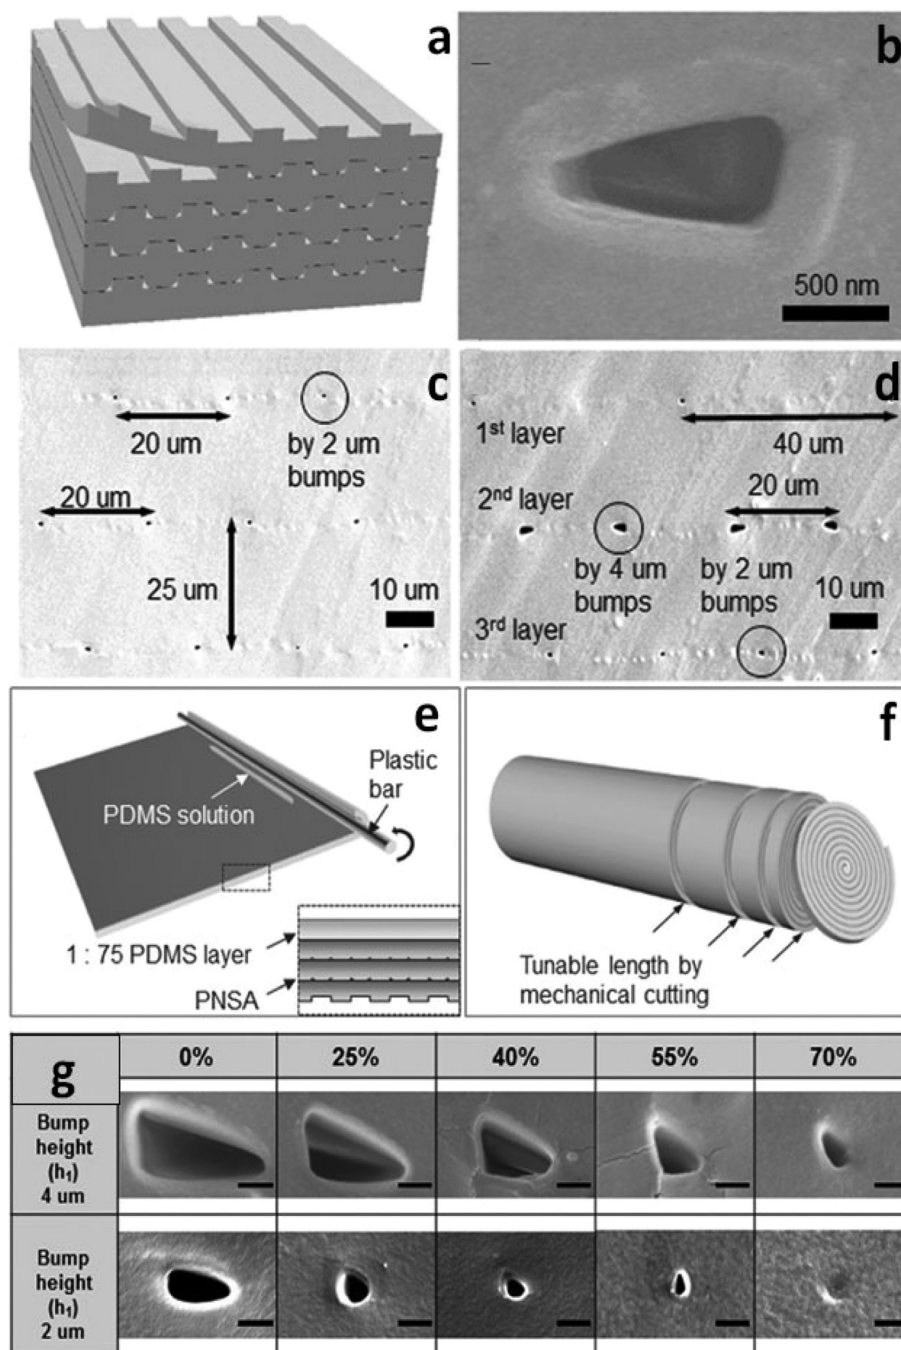 a
b
500 nm
c
20 um
by 2 um
bumps
20 um
25 um
10 um
d
1st layer
40 um
2nd layer
20 um
by 4 um
bumps
by 2 um
bumps
10 um
3rd layer
e
Plastic
bar
PDMS solution
1 : 75 PDMS layer
PNSA
f
Tunable length by
mechanical cutting
g
0% 25% 40% 55% 70%
Bump
height
(h₁)
4 um
Bump
height
(h₁)
2 um